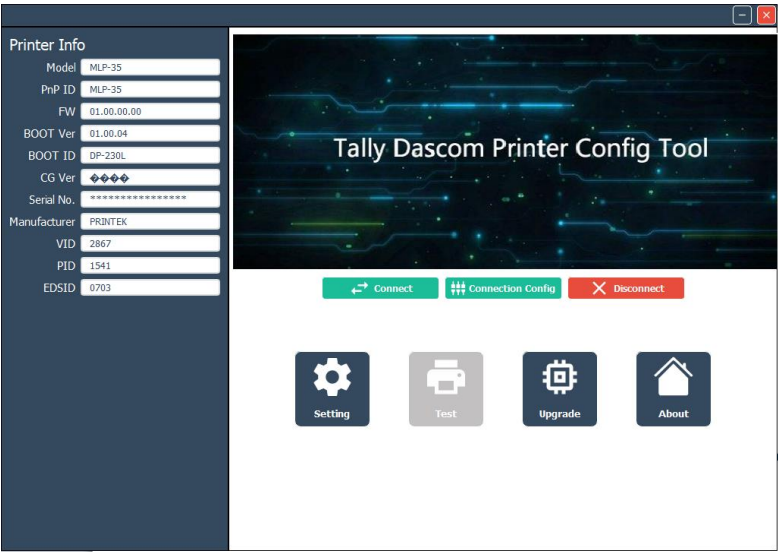 Printer Info
Model MLP-35
PnP ID MLP-35
FW 01.00.00.00
BOOT Ver 01.00.04
BOOT ID DP-230L
CG Ver ����
Serial No. ****************
Manufacturer PRINTEK
VID 2867
PID 1541
EDSID 0703
Tally Dascom Printer Config Tool
Connect Connection Config Disconnect
Setting Test Upgrade About